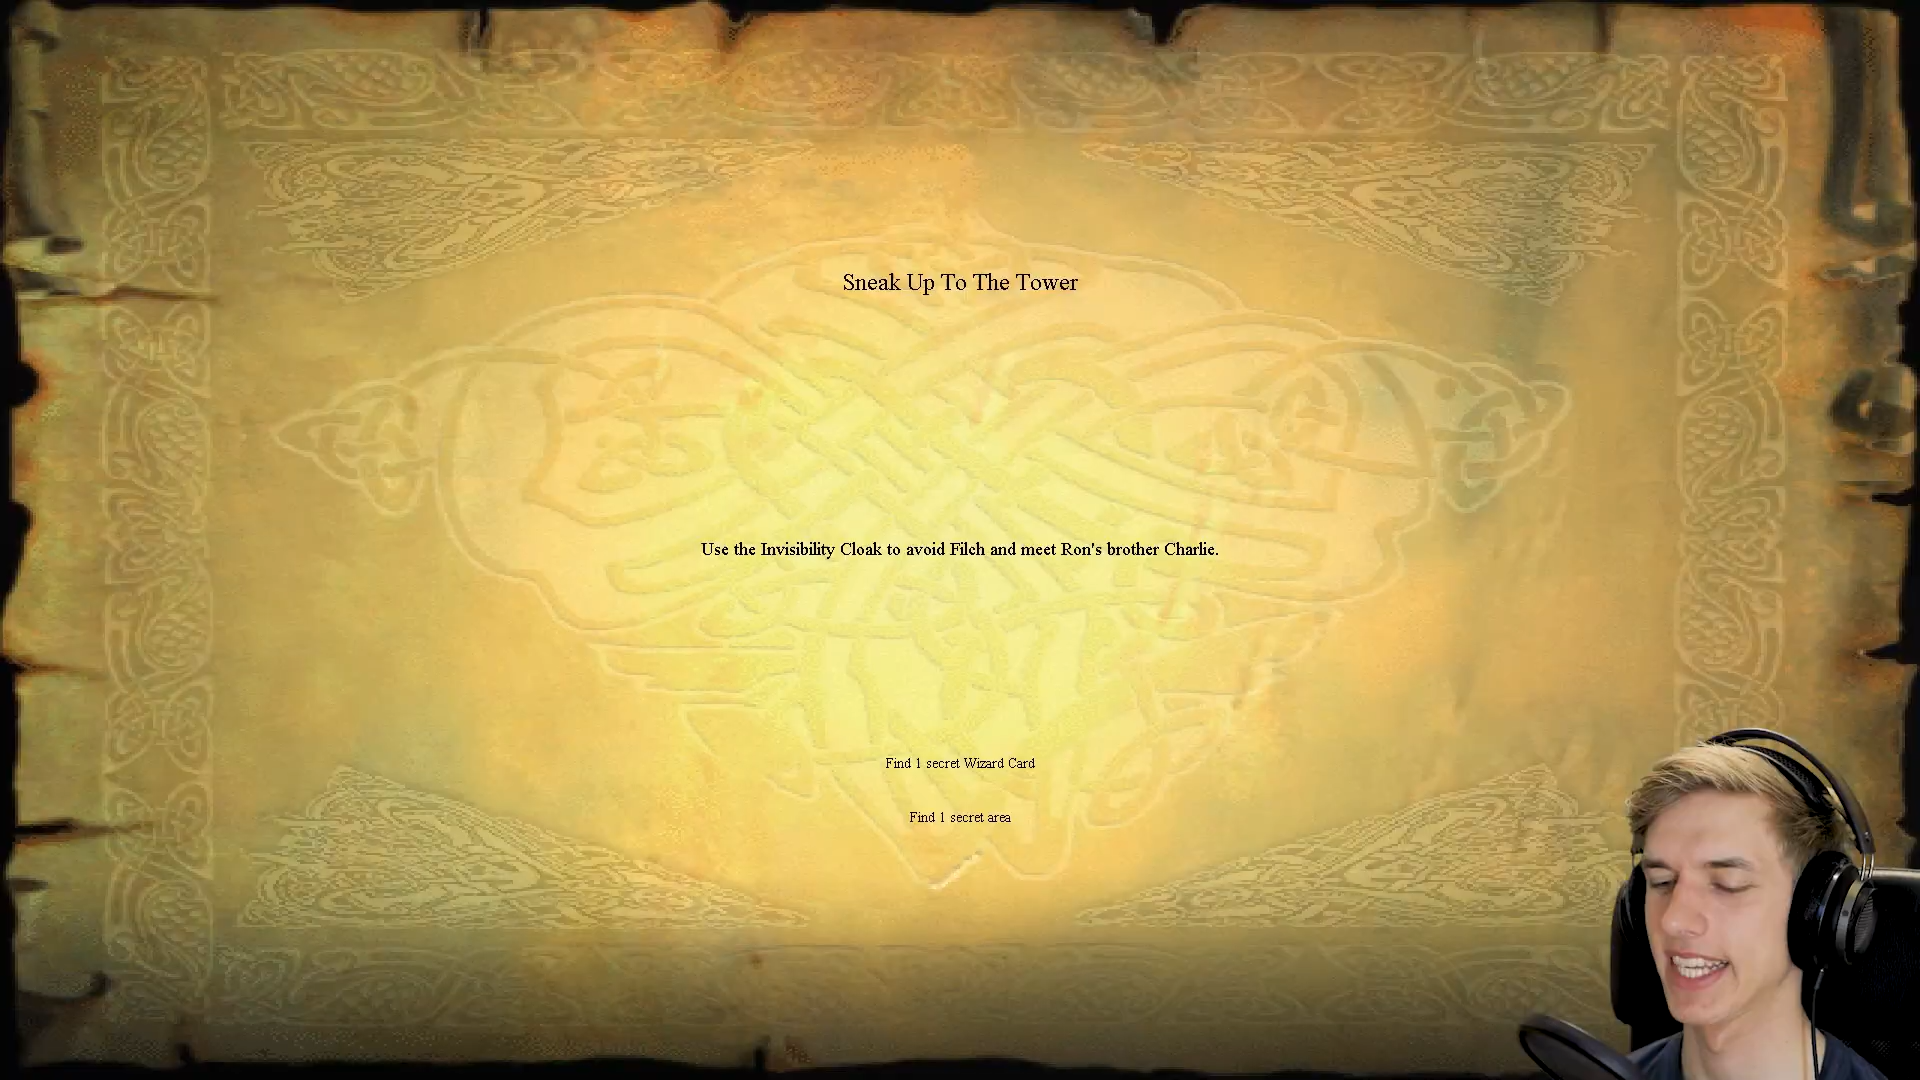 Sneak Up To The Tower
Use the Invisibility Cloak to avoid Filch and meet Ron's brother Charlie.
Find 1 secret Wizard Card
Find 1 secret area